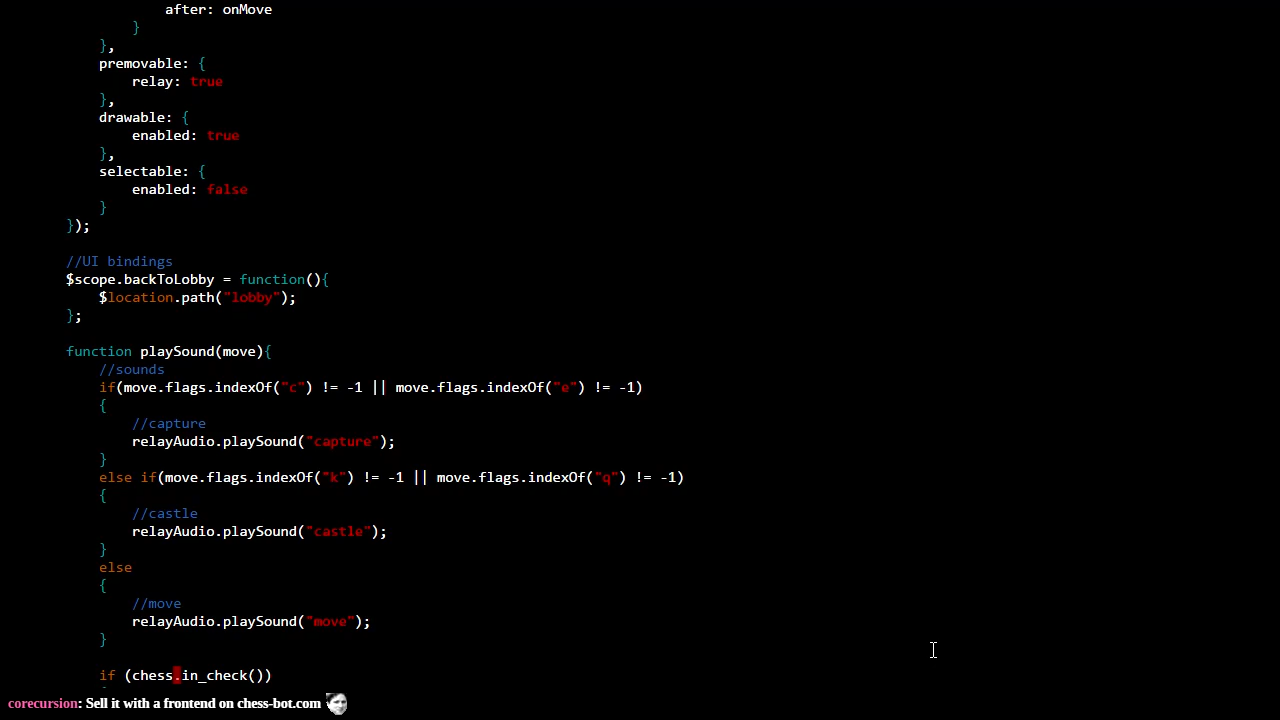 after: onMove
}
},
premovable: {
relay: true
},
drawable: {
enabled: true
},
selectable: {
enabled: false
}
});
//UI bindings
$scope.backToLobby = function(){
$location.path("lobby");
};
function playSound(move){
//sounds
if(move.flags.indexOf("c") != -1 || move.flags.indexOf("e") != -1)
{
//capture
relayAudio.playSound("capture");
}
else if(move.flags.indexOf("k") != -1 || move.flags.indexOf("q") != -1)
{
//castle
relayAudio.playSound("castle");
}
else
{
//move
relayAudio.playSound("move");
}
if (chess.in_check())
corecursion: Sell it with a frontend on chess-bot.com